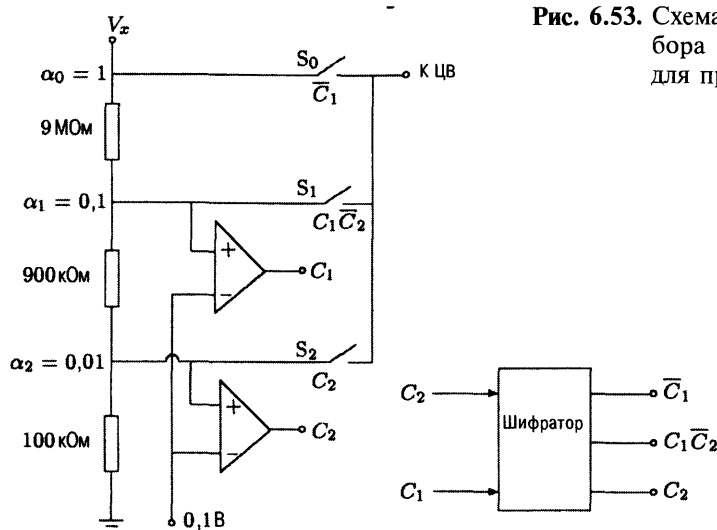 Рис. 6.53. Схема
бора
для пр
Vₓ
α₀ = 1
S₀
C̅₁
К ЦВ
9 МОм
α₁ = 0,1
S₁
C₁C̅₂
+
−
C₁
900 кОм
α₂ = 0,01
S₂
C₂
+
−
C₂
100 кОм
0,1 В
C₂
C₁
Шифратор
C̅₁
C₁C̅₂
C₂